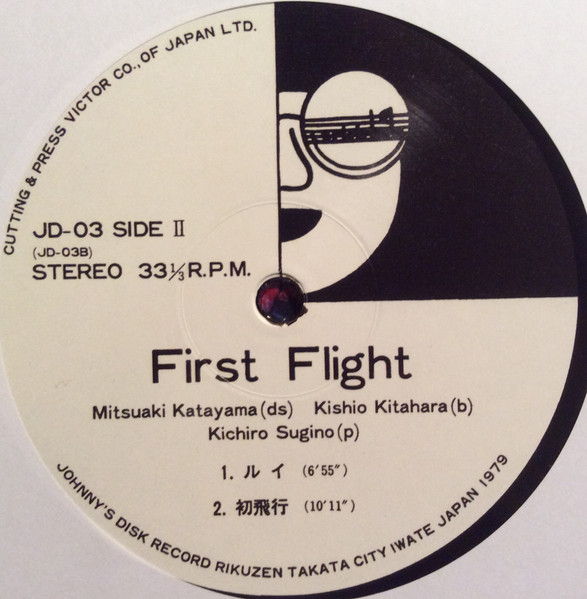 CUTTING & PRESS VICTOR CO., OF JAPAN LTD.
JD-03 SIDE II
(JD-03B)
STEREO 33⅓ R.P.M.
First Flight
Mitsuaki Katayama(ds) Kishio Kitahara(b)
Kichiro Sugino(p)
1. ルイ (6'55")
2. 初飛行 (10'11")
JOHNNY'S DISK RECORD RIKUZEN TAKATA CITY IWATE JAPAN 1979